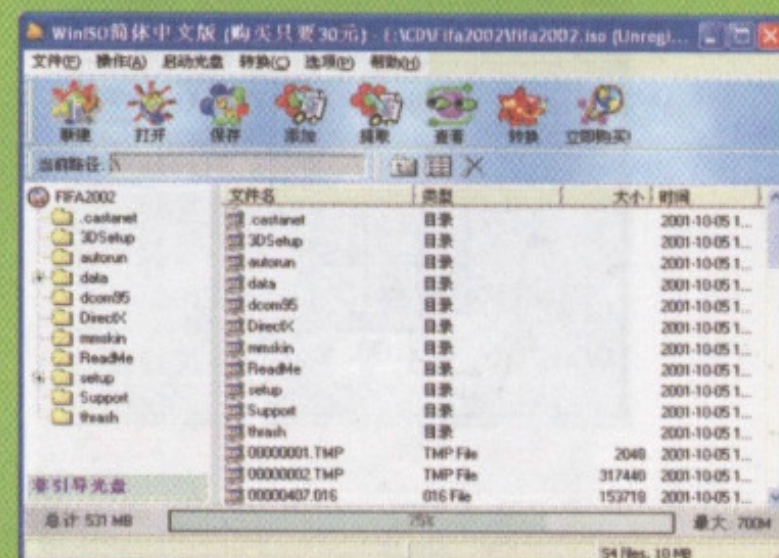 WinISO简体中文版 (购买只要30元) - E:\CD\Fifa2002\fifa2002.iso (Unregi...
文件(F) 操作(A) 启动光盘 转换(C) 选项(P) 帮助(H)
新建 打开 保存 添加 提取 查看 转换 立即购买!
当前路径: \
FIFA2002
.castanet
3DSetup
autorun
data
dcom95
DirectX
mmskin
ReadMe
setup
Support
thrash
非引导光盘
文件名 类型 大小 时间
.castanet 目录 2001-10-05 1...
3DSetup 目录 2001-10-05 1...
autorun 目录 2001-10-05 1...
data 目录 2001-10-05 1...
dcom95 目录 2001-10-05 1...
DirectX 目录 2001-10-05 1...
mmskin 目录 2001-10-05 1...
ReadMe 目录 2001-10-05 1...
setup 目录 2001-10-05 1...
Support 目录 2001-10-05 1...
thrash 目录 2001-10-05 1...
00000001.TMP TMP File 2048 2001-10-05 1...
00000002.TMP TMP File 317440 2001-10-05 1...
00000407.016 016 File 153718 2001-10-05 1...
总计 531 MB 75% 最大: 700M
54 files, 10 MB